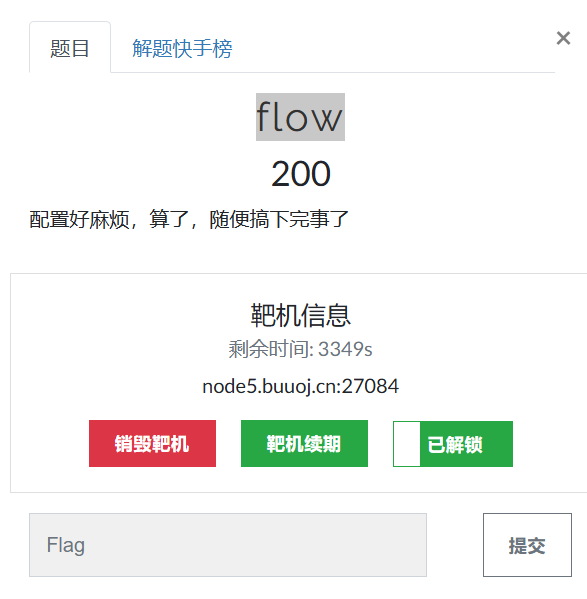 题目 解题快手榜 ×
flow
200
配置好麻烦，算了，随便搞下完事了
靶机信息
剩余时间: 3349s
node5.buuoj.cn:27084
销毁靶机 靶机续期 已解锁
Flag 提交